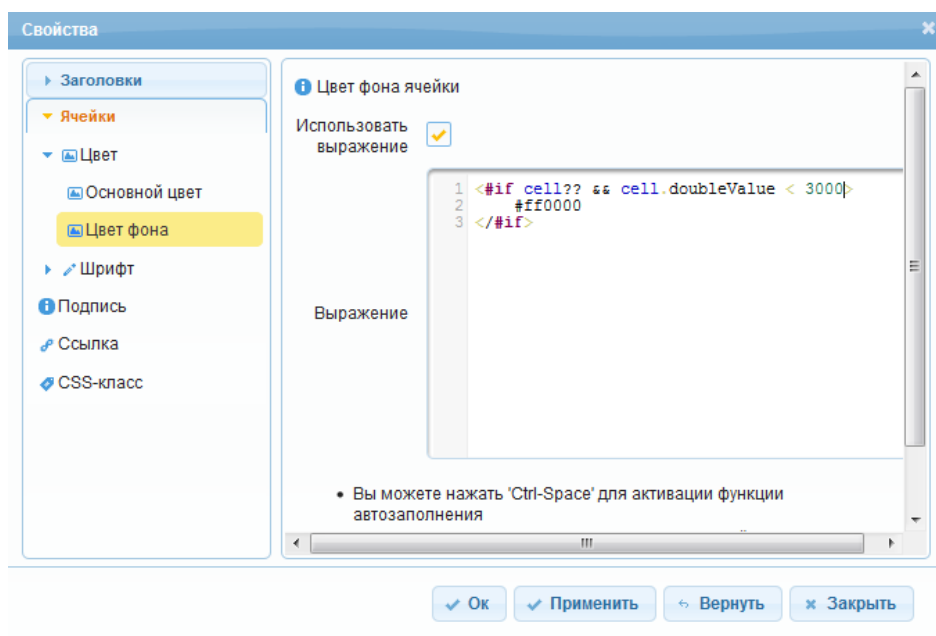 Свойства
Заголовки
Ячейки
Цвет
Основной цвет
Цвет фона
Шрифт
Подпись
Ссылка
CSS-класс
Цвет фона ячейки
Использовать
выражение
Выражение
1 <#if cell?? && cell.doubleValue < 3000>
2 #ff0000
3 </#if>
• Вы можете нажать 'Ctrl-Space' для активации функции
автозаполнения
Ок
Применить
Вернуть
Закрыть